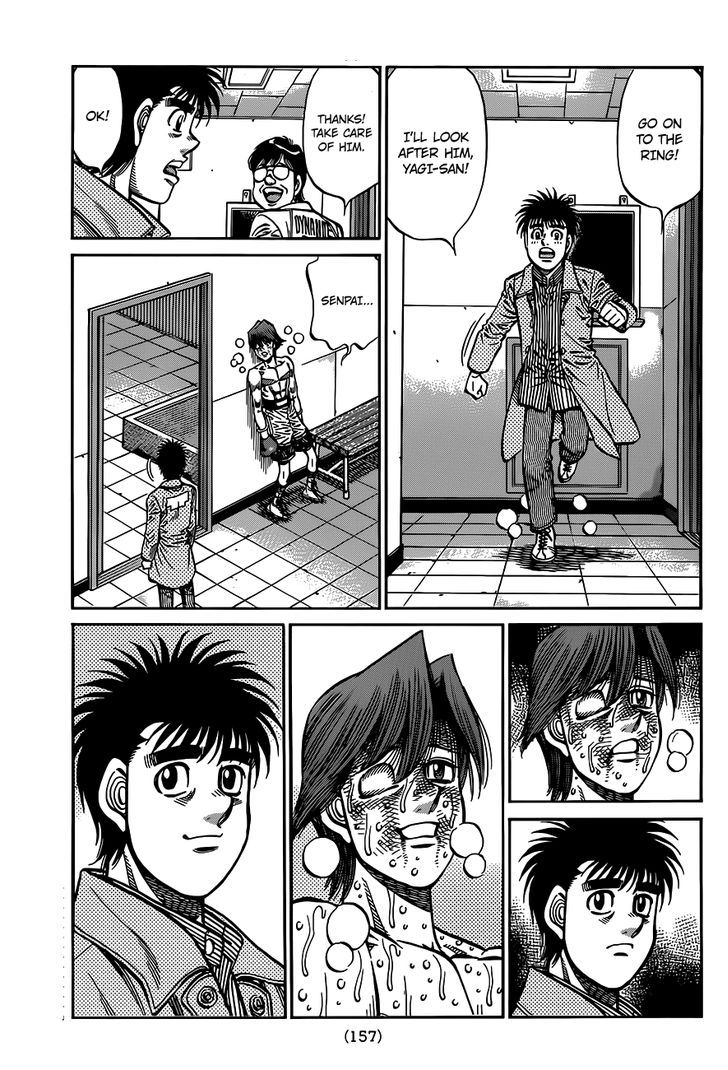 GO ON
TO THE
RING!
I'LL LOOK
AFTER HIM,
YAGI-SAN!
THANKS!
TAKE CARE
OF HIM.
OK!
DYNAMI
SENPAI...
(157)